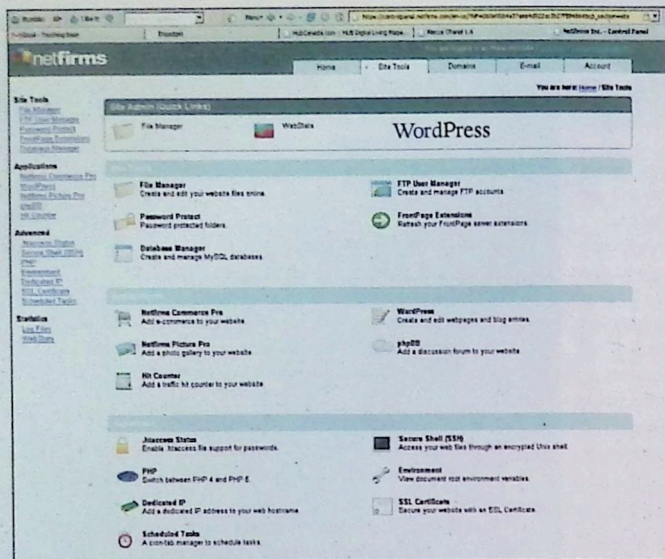 netfirms
Home
Site Tools
Domains
E-mail
Account
You are here: Home / Site Tools
Site Tools
File Manager
FTP User Manager
Password Protect
FrontPage Extensions
Database Manager
Applications
Netfirms Commerce Pro
WordPress
Netfirms Picture Pro
phpBB
Hit Counter
Advanced
.htaccess Status
Secure Shell (SSH)
PHP
Environment
Dedicated IP
SSL Certificate
Scheduled Tasks
Statistics
Log Files
WebStats
Site Admin (Quick Links)
File Manager
WebStats
WordPress
File Manager
Create and edit your website files online.
FTP User Manager
Create and manage FTP accounts.
Password Protect
Password protected folders.
FrontPage Extensions
Refresh your FrontPage server extensions.
Database Manager
Create and manage MySQL databases.
Netfirms Commerce Pro
Add e-commerce to your website.
WordPress
Create and edit webpages and blog entries.
Netfirms Picture Pro
Add a photo gallery to your website.
phpBB
Add a discussion forum to your website.
Hit Counter
Add a traffic hit counter to your website.
.htaccess Status
Enable .htaccess file support for passwords.
Secure Shell (SSH)
Access your web files through an encrypted Unix shell.
PHP
Switch between PHP 4 and PHP 5.
Environment
View document root environment variables.
Dedicated IP
Add a dedicated IP address to your web hostname.
SSL Certificate
Secure your website with an SSL Certificate.
Scheduled Tasks
A cron-tab manager to schedule tasks.